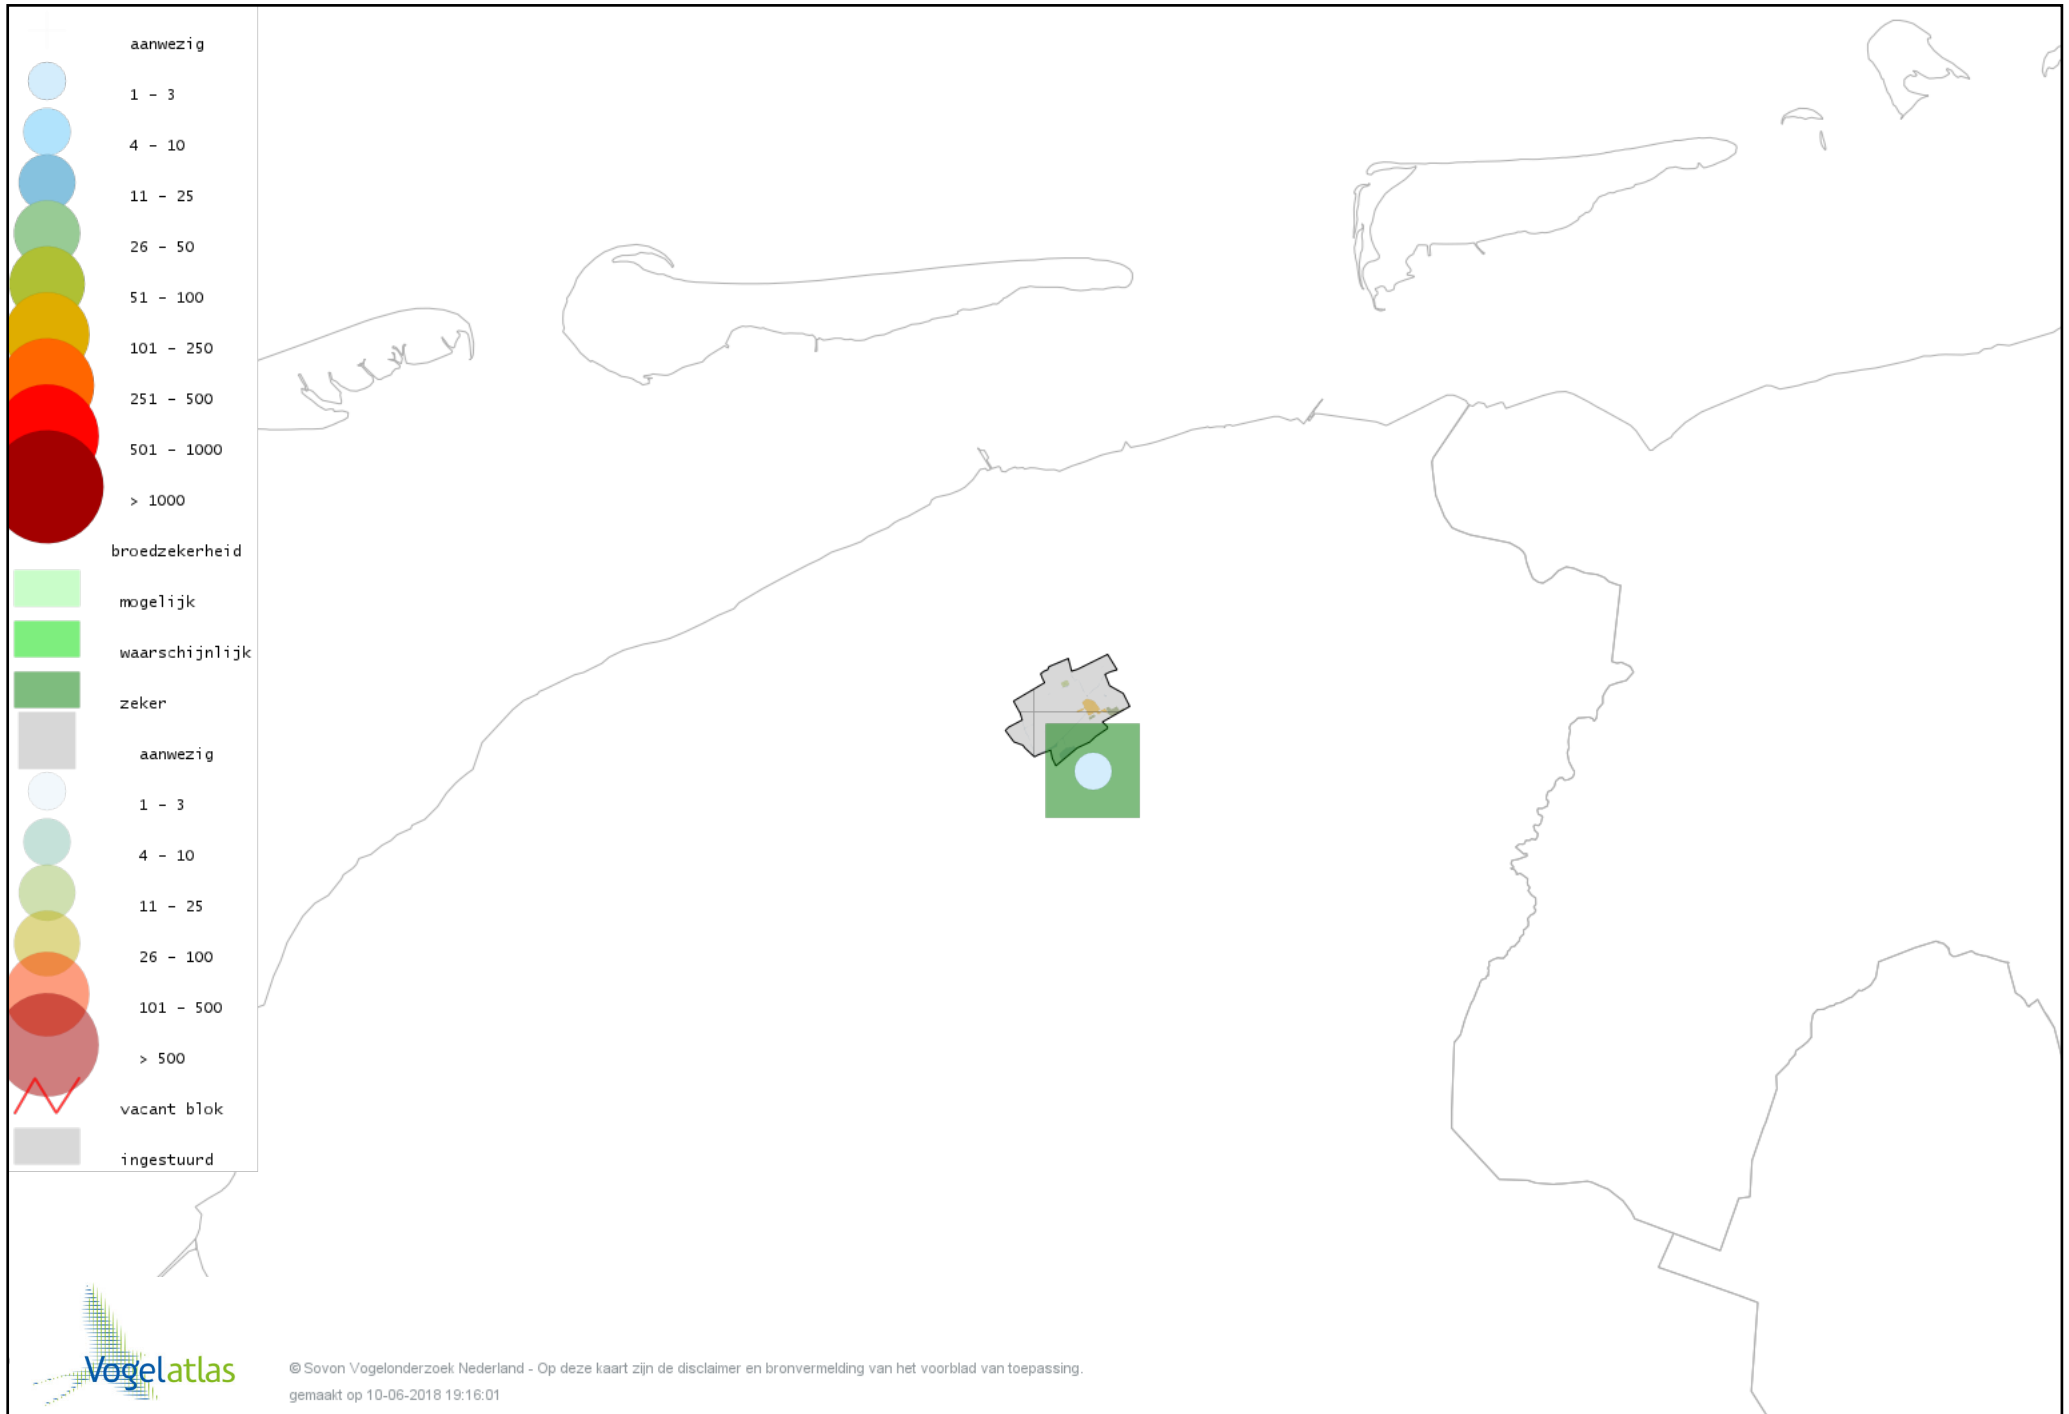 aanwezig
1 - 3
4 - 10
11 - 25
26 - 50
51 - 100
101 - 250
251 - 500
501 - 1000
> 1000
broedzekerheid
mogelijk
waarschijnlijk
zeker
aanwezig
1 - 3
4 - 10
11 - 25
26 - 100
101 - 500
> 500
vacant blok
ingestuurd
Vogelatlas
© Sovon Vogelonderzoek Nederland - Op deze kaart zijn de disclaimer en bronvermelding van het voorblad van toepassing.
gemaakt op 10-06-2018 19:16:01